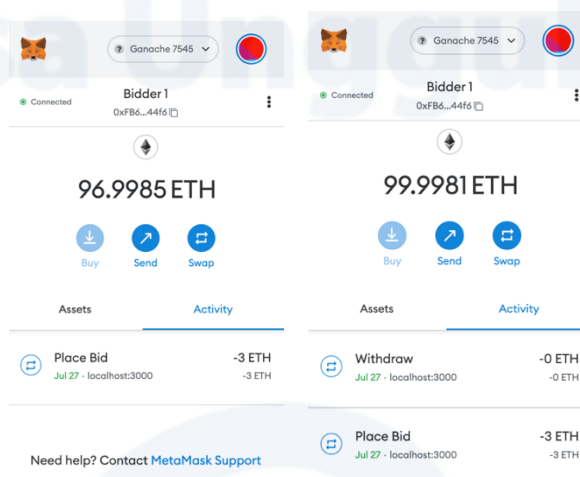 Ganache 7545
Connected
Bidder 1
0xFB6...44f6
96.9985 ETH
Buy
Send
Swap
Assets
Activity
Place Bid
-3 ETH
Jul 27 - localhost:3000
-3 ETH
Need help? Contact MetaMask Support
Ganache 7545
Connected
Bidder 1
0xFB6...44f6
99.9981 ETH
Buy
Send
Swap
Assets
Activity
Withdraw
-0 ETH
Jul 27 - localhost:3000
-0 ETH
Place Bid
-3 ETH
Jul 27 - localhost:3000
-3 ETH